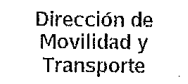 Dirección de
Movilidad y
Transporte